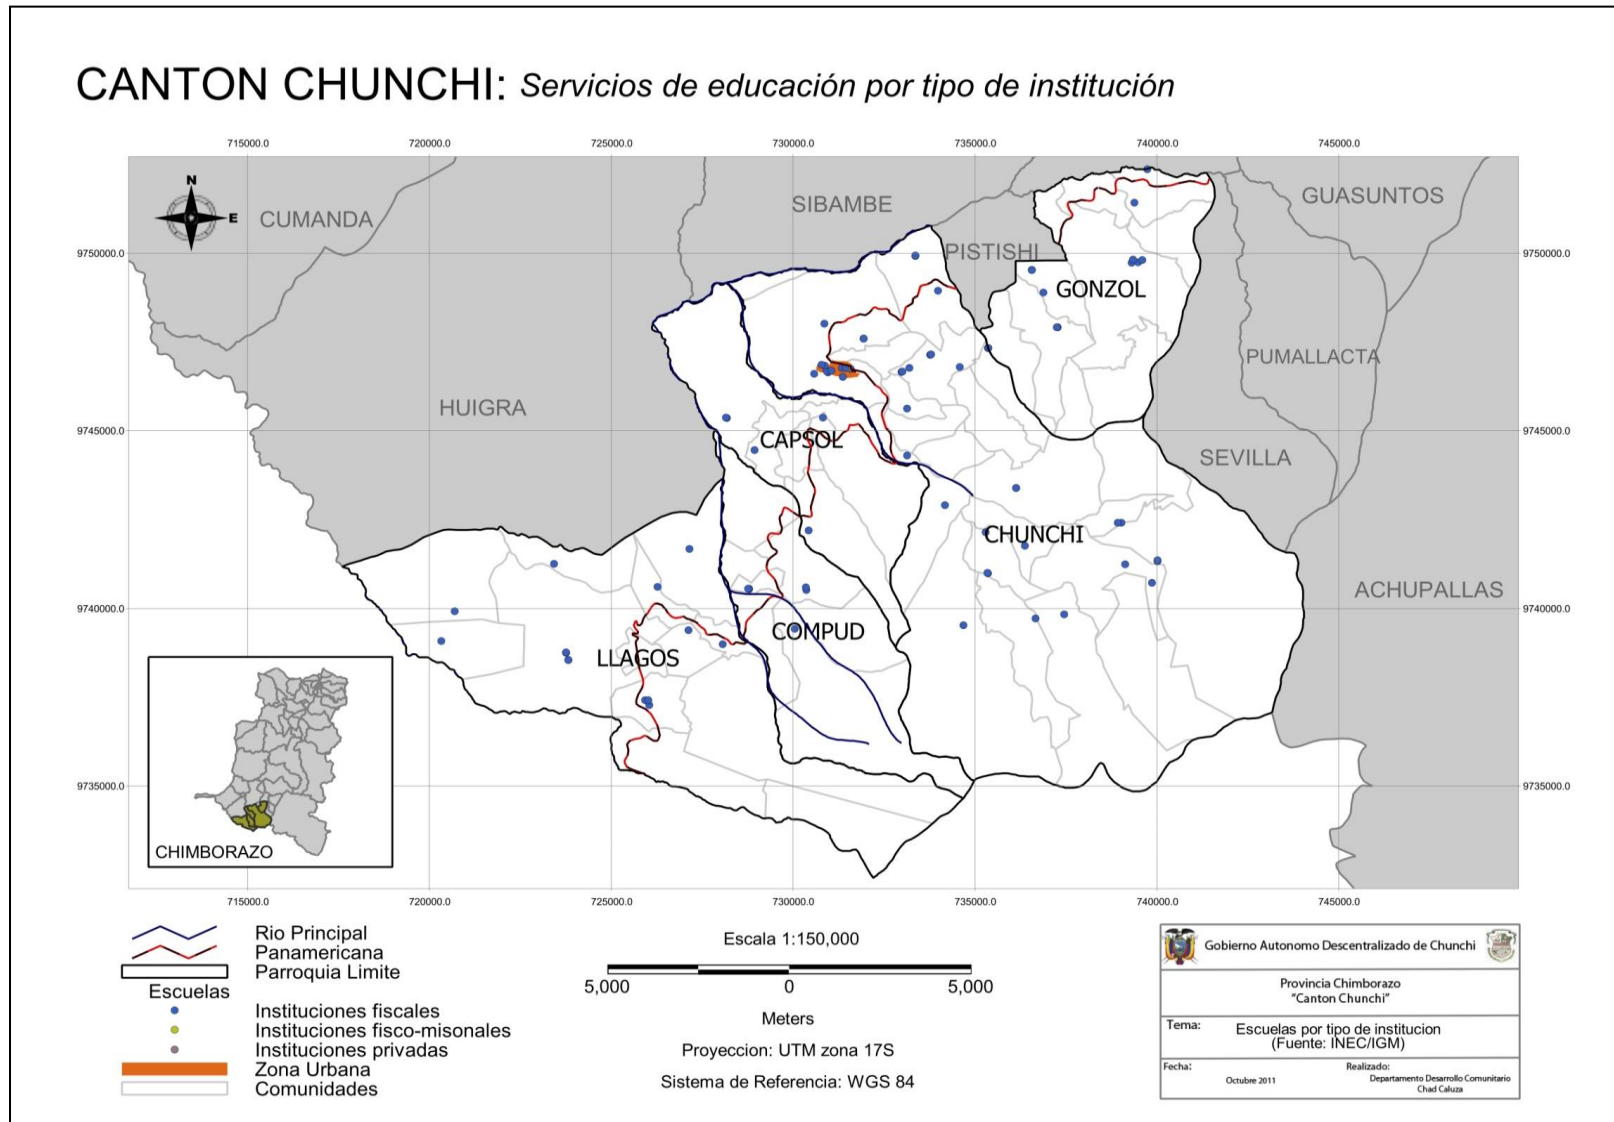 CANTON CHUNCHI: Servicios de educación por tipo de institución
715000.0 720000.0 725000.0 730000.0 735000.0 740000.0 745000.0
N
E
CUMANDA
SIBAMBE
GUASUNTOS
9750000.0
PISTISHI
9750000.0
GONZOL
PUMALLACTA
HUIGRA
9745000.0
CAPSOL
9745000.0
SEVILLA
CHUNCHI
ACHUPALLAS
9740000.0
COMPUD
9740000.0
LLAGOS
9735000.0
9735000.0
CHIMBORAZO
715000.0 720000.0 725000.0 730000.0 735000.0 740000.0 745000.0
Rio Principal
Panamericana
Parroquia Limite
Escuelas
Instituciones fiscales
Instituciones fisco-misonales
Instituciones privadas
Zona Urbana
Comunidades
Escala 1:150,000
5,000 0 5,000
Meters
Proyeccion: UTM zona 17S
Sistema de Referencia: WGS 84
Gobierno Autonomo Descentralizado de Chunchi
Provincia Chimborazo
"Canton Chunchi"
Tema: Escuelas por tipo de institucion
(Fuente: INEC/IGM)
Fecha: Realizado:
Octubre 2011 Departamento Desarrollo Comunitario
Chad Caluza